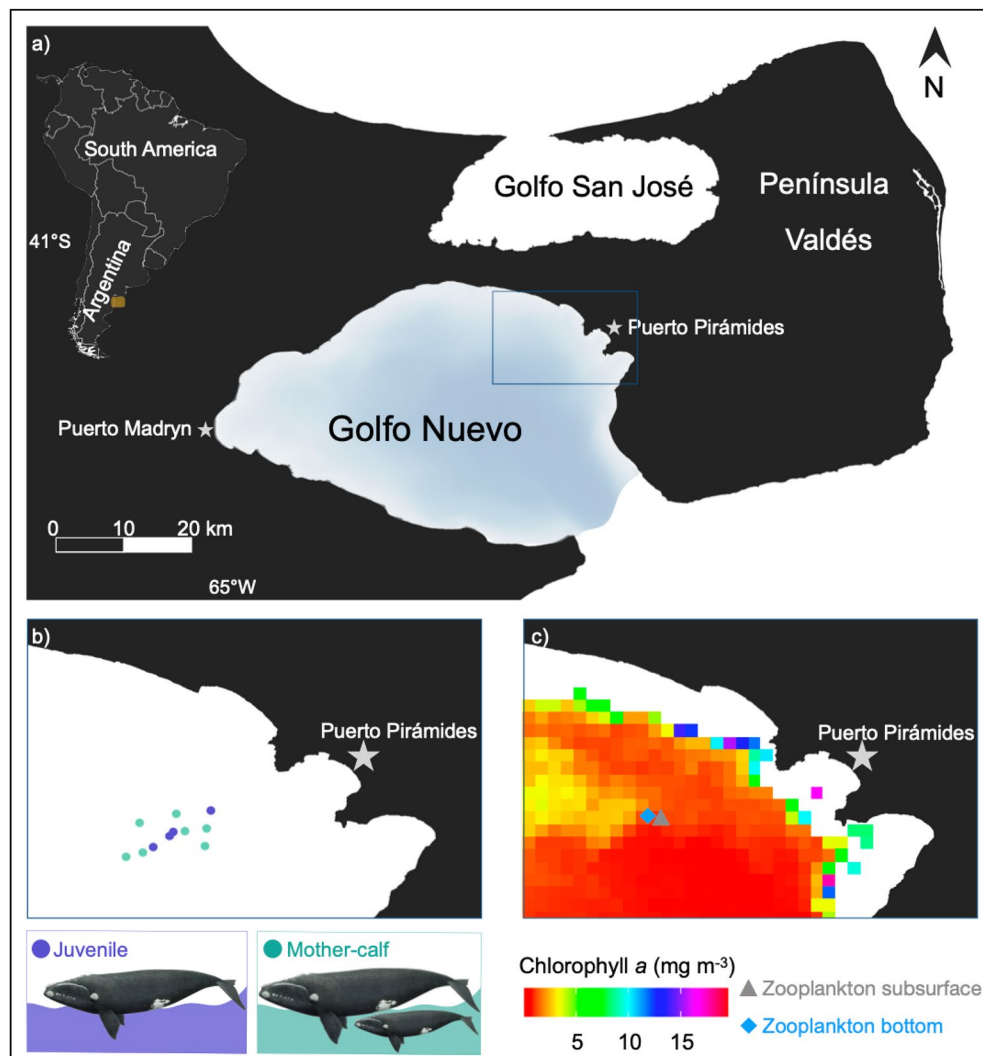 a)
N
South America
41°S
Argentina
Golfo San José
Península
Valdés
Puerto Pirámides
Puerto Madryn
Golfo Nuevo
0 10 20 km
65°W
b)
Puerto Pirámides
c)
Puerto Pirámides
Juvenile
Mother-calf
Chlorophyll a (mg m-3)
5 10 15
Zooplankton subsurface
Zooplankton bottom